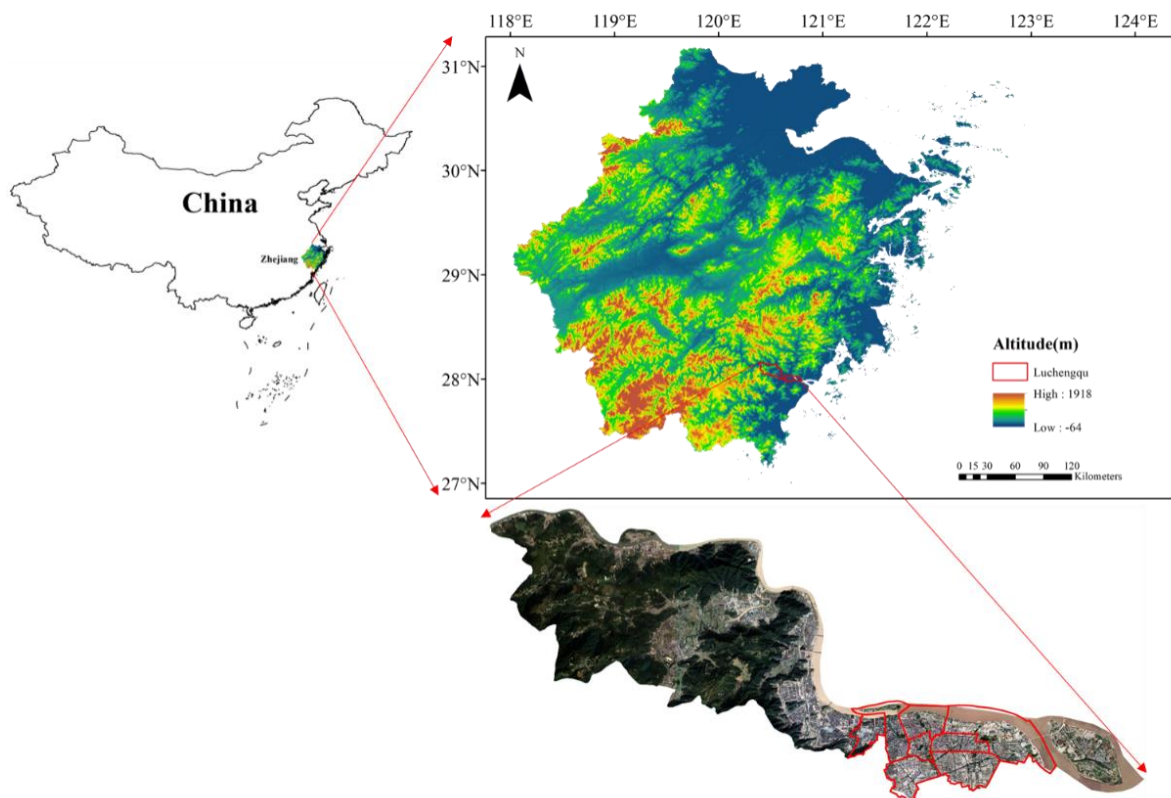 118°E 119°E 120°E 121°E 122°E 123°E 124°E
31°N
N
30°N
China
Zhejiang
29°N
Altitude(m)
Luchengqu
28°N
High : 1918
Low : -64
0 15 30 60 90 120
Kilometers
27°N